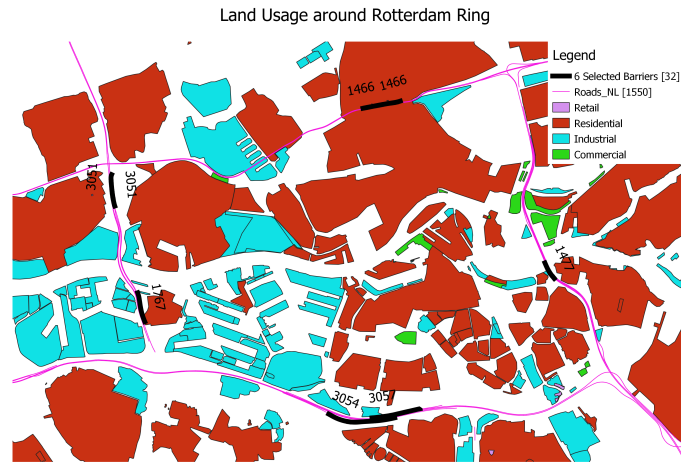 Land Usage around Rotterdam Ring
Legend
6 Selected Barriers [32]
Roads_NL [1550]
Retail
Residential
Industrial
Commercial
1466 1466
3051
3051
1477
1767
3054